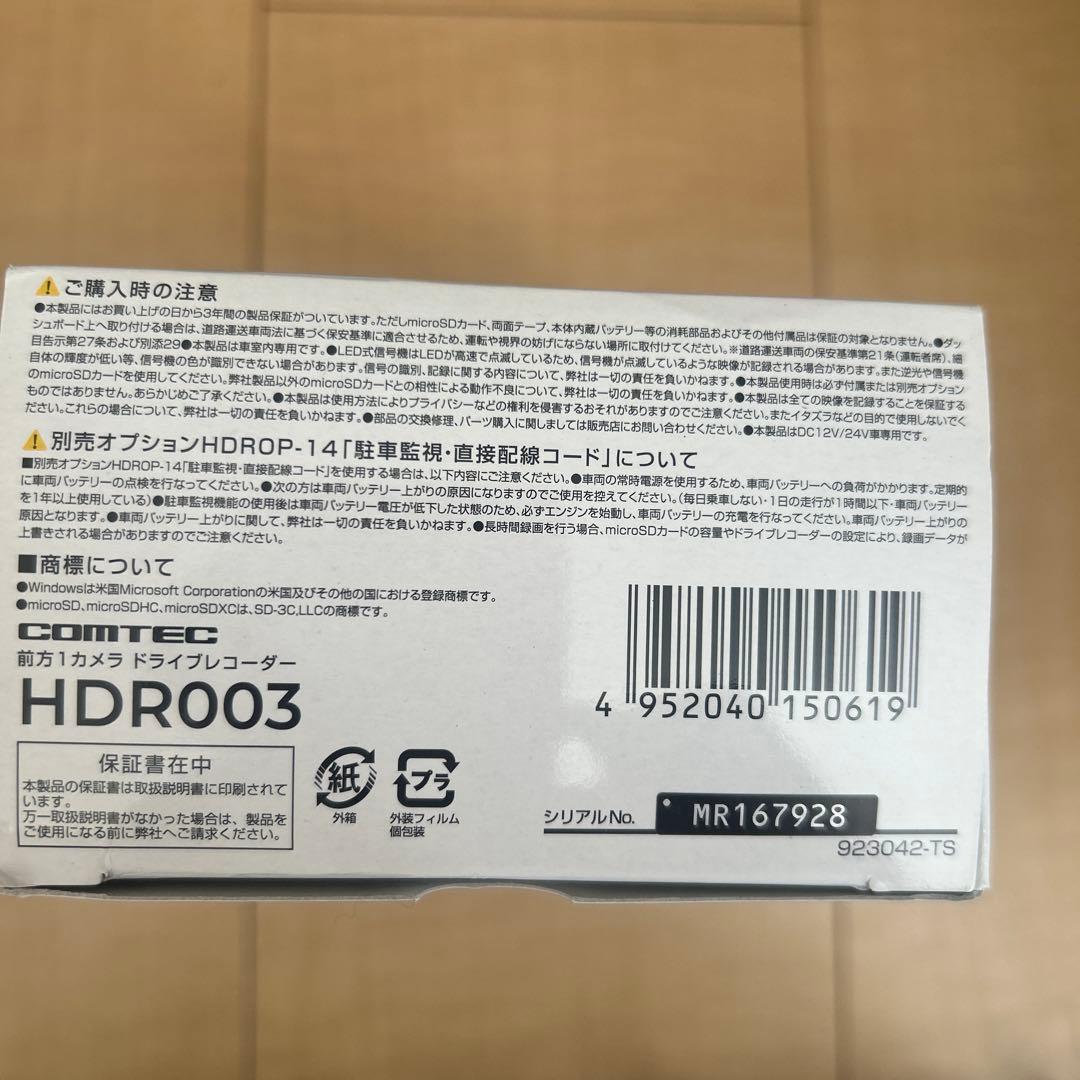 ご購入時の注意
●本製品にはお買い上げの日から3年間の製品保証がついています。ただしmicroSDカード、両面テープ、本体内蔵バッテリー等の消耗部品およびその他付属品は保証の対象となりません。●ダッ
シュボード上へ取り付ける場合は、道路運送車両法に基づく保安基準に適合させるため、運転や視界の妨げにならない場所に取付けてください。※道路運送車両の保安基準第21条(運転者席)、細
目告示第27条および別添29●本製品は車室内専用です。●LED式信号機はLEDが高速で点滅しているため、信号機が点滅しているような映像が記録される場合があります。また逆光や信号機
自体の輝度が低い等、信号機の色が識別できない場合があります。信号の識別、記録に関する内容について、弊社は一切の責任を負いかねます。●本製品使用時は必ず付属または別売オプション
のmicroSDカードを使用してください。弊社製品以外のmicroSDカードとの相性による動作不良について、弊社は一切の責任を負いかねます。●本製品は全ての映像を記録することを保証する
ものではありません。あらかじめご了承ください。●本製品は使用方法によりプライバシーなどの権利を侵害するおそれがありますのでご注意ください。またイタズラなどの目的で使用しないでく
ださい。これらの場合について、弊社は一切の責任を負いかねます。●部品の交換修理、パーツ購入に関しましては販売店にお問い合わせください。●本製品はDC12V/24V車専用です。
別売オプションHDROP-14「駐車監視・直接配線コード」について
■別売オプションHDROP-14「駐車監視・直接配線コード」を使用する場合は、以下内容にご注意ください。●車両の常時電源を使用するため、車両バッテリーへの負荷がかかります。定期的
に車両バッテリーの点検を行なってください。●次の方は車両バッテリー上がりの原因になりますのでご使用を控えてください。(毎日乗車しない・1日の走行が1時間以下・車両バッテリー
を1年以上使用している)●駐車監視機能の使用後は車両バッテリー電圧が低下した状態のため、必ずエンジンを始動し、車両バッテリーの充電を行なってください。車両バッテリー上がりの
原因となります。●車両バッテリー上がりに関して、弊社は一切の責任を負いかねます。●長時間録画を行う場合、microSDカードの容量やドライブレコーダーの設定により、録画データが
上書きされる場合がありますのでご注意ください。
■商標について
●Windowsは米国Microsoft Corporationの米国及びその他の国における登録商標です。
●microSD、microSDHC、microSDXCは、SD-3C,LLCの商標です。
COMTEC
前方1カメラ ドライブレコーダー
HDR003
4 952040 150619
保証書在中
本製品の保証書は取扱説明書に印刷されて
います。
万一取扱説明書がなかった場合は、製品を
ご使用になる前に弊社へご請求ください。
紙
外箱
プラ
外装フィルム
個包装
シリアルNo. MR167928
923042-TS